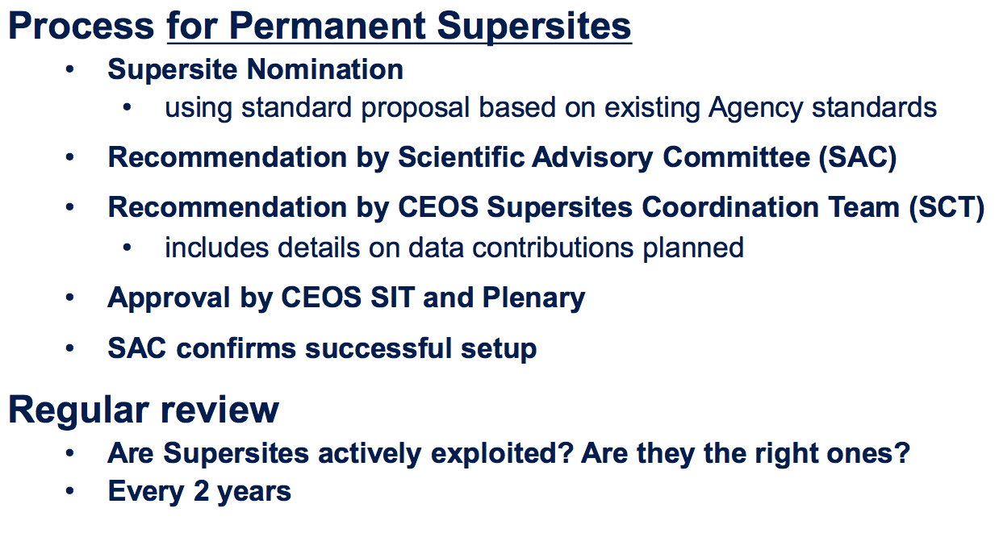 Process for Permanent Supersites
• Supersite Nomination
• using standard proposal based on existing Agency standards
• Recommendation by Scientific Advisory Committee (SAC)
• Recommendation by CEOS Supersites Coordination Team (SCT)
• includes details on data contributions planned
• Approval by CEOS SIT and Plenary
• SAC confirms successful setup
Regular review
• Are Supersites actively exploited? Are they the right ones?
• Every 2 years